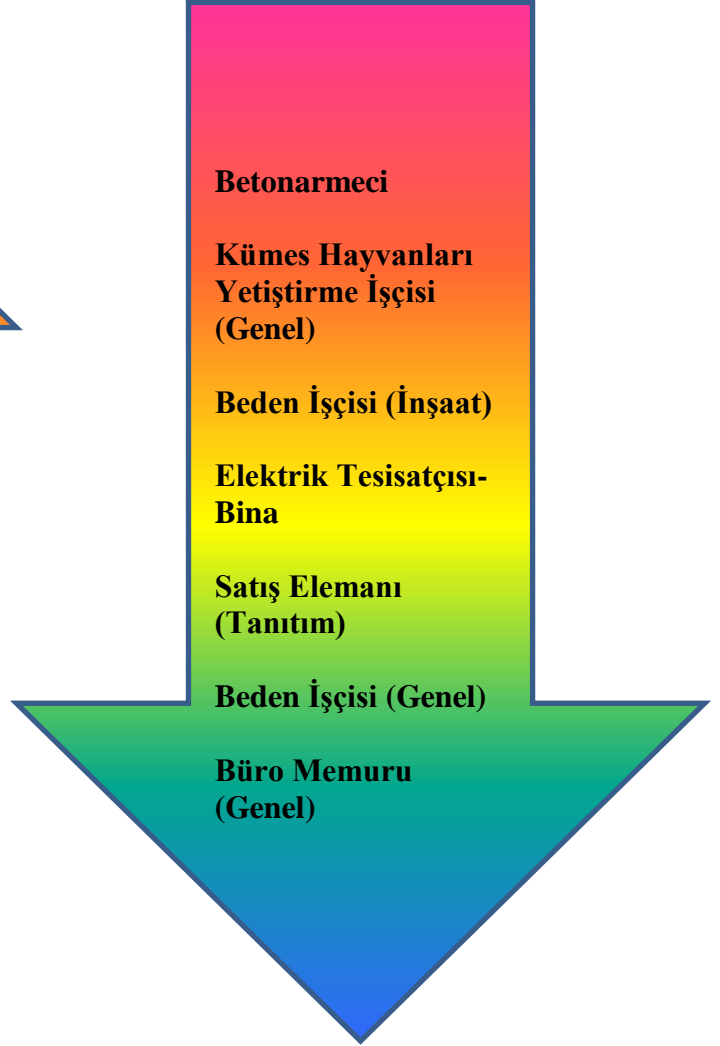 Betonarmeci
Kümes Hayvanları
Yetiştirme İşçisi
(Genel)
Beden İşçisi (İnşaat)
Elektrik Tesisatçısı-
Bina
Satış Elemanı
(Tanıtım)
Beden İşçisi (Genel)
Büro Memuru
(Genel)